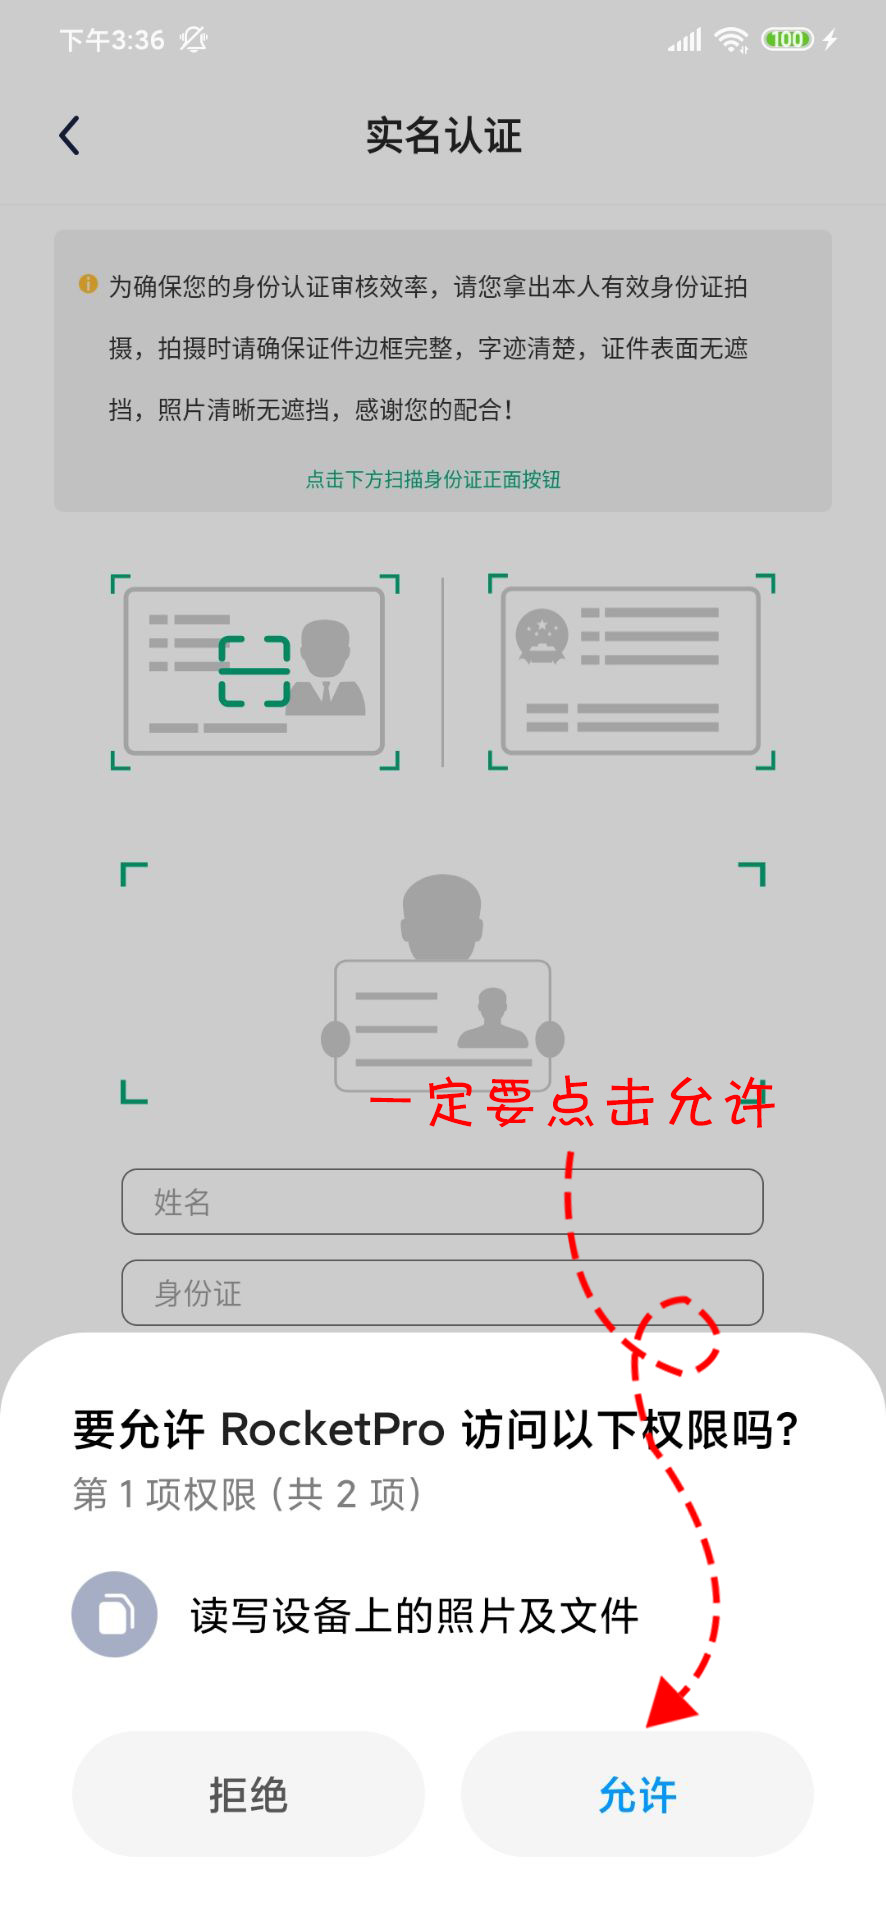 下午3:36
100
实名认证
为确保您的身份认证审核效率，请您拿出本人有效身份证拍
摄，拍摄时请确保证件边框完整，字迹清楚，证件表面无遮
挡，照片清晰无遮挡，感谢您的配合！
点击下方扫描身份证正面按钮
一定要点击允许
姓名
身份证
要允许 RocketPro 访问以下权限吗?
第 1 项权限 (共 2 项)
读写设备上的照片及文件
拒绝
允许